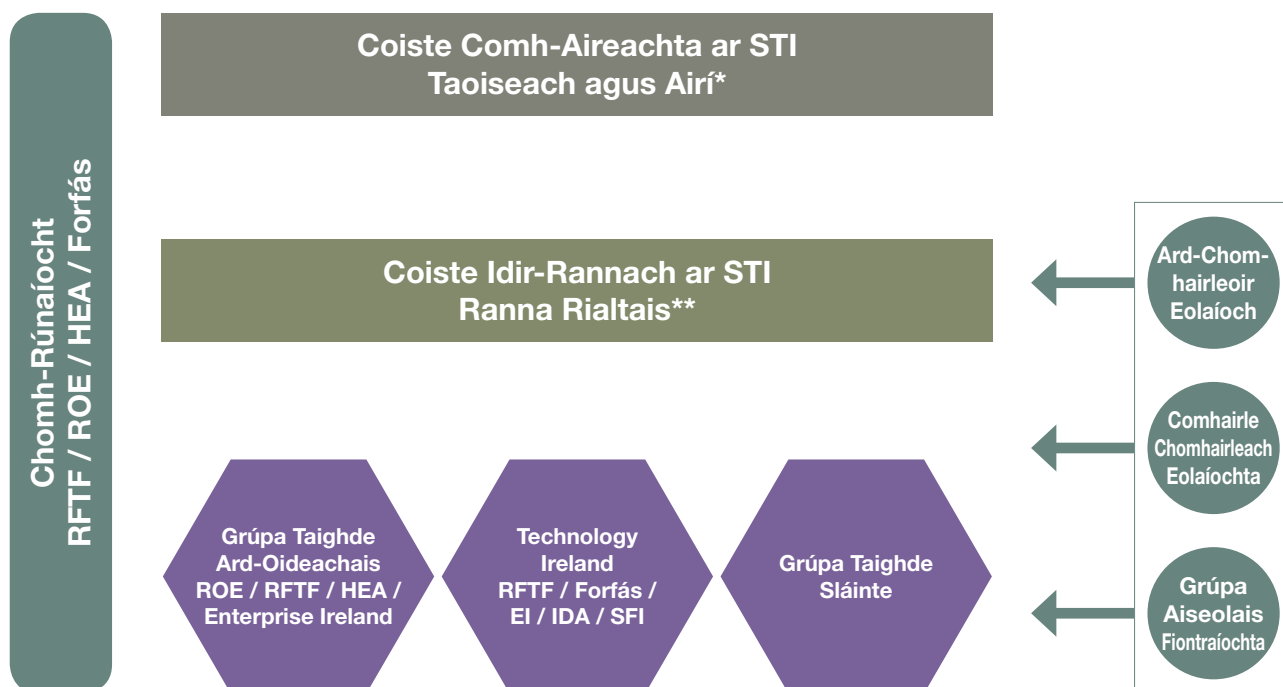 Chomh-Rúnaíocht
RFTF / ROE / HEA / Forfás
Coiste Comh-Aireachta ar STI
Taoiseach agus Airí*
Coiste Idir-Rannach ar STI
Ranna Rialtais**
Grúpa Taighde
Ard-Oideachais
ROE / RFTF / HEA /
Enterprise Ireland
Technology
Ireland
RFTF / Forfás /
EI / IDA / SFI
Grúpa Taighde
Sláinte
Ard-Chom-
hairleoir
Eolaíoch
Comhairle
Chomhairleach
Eolaíochta
Grúpa
Aiseolais
Fiontraíochta